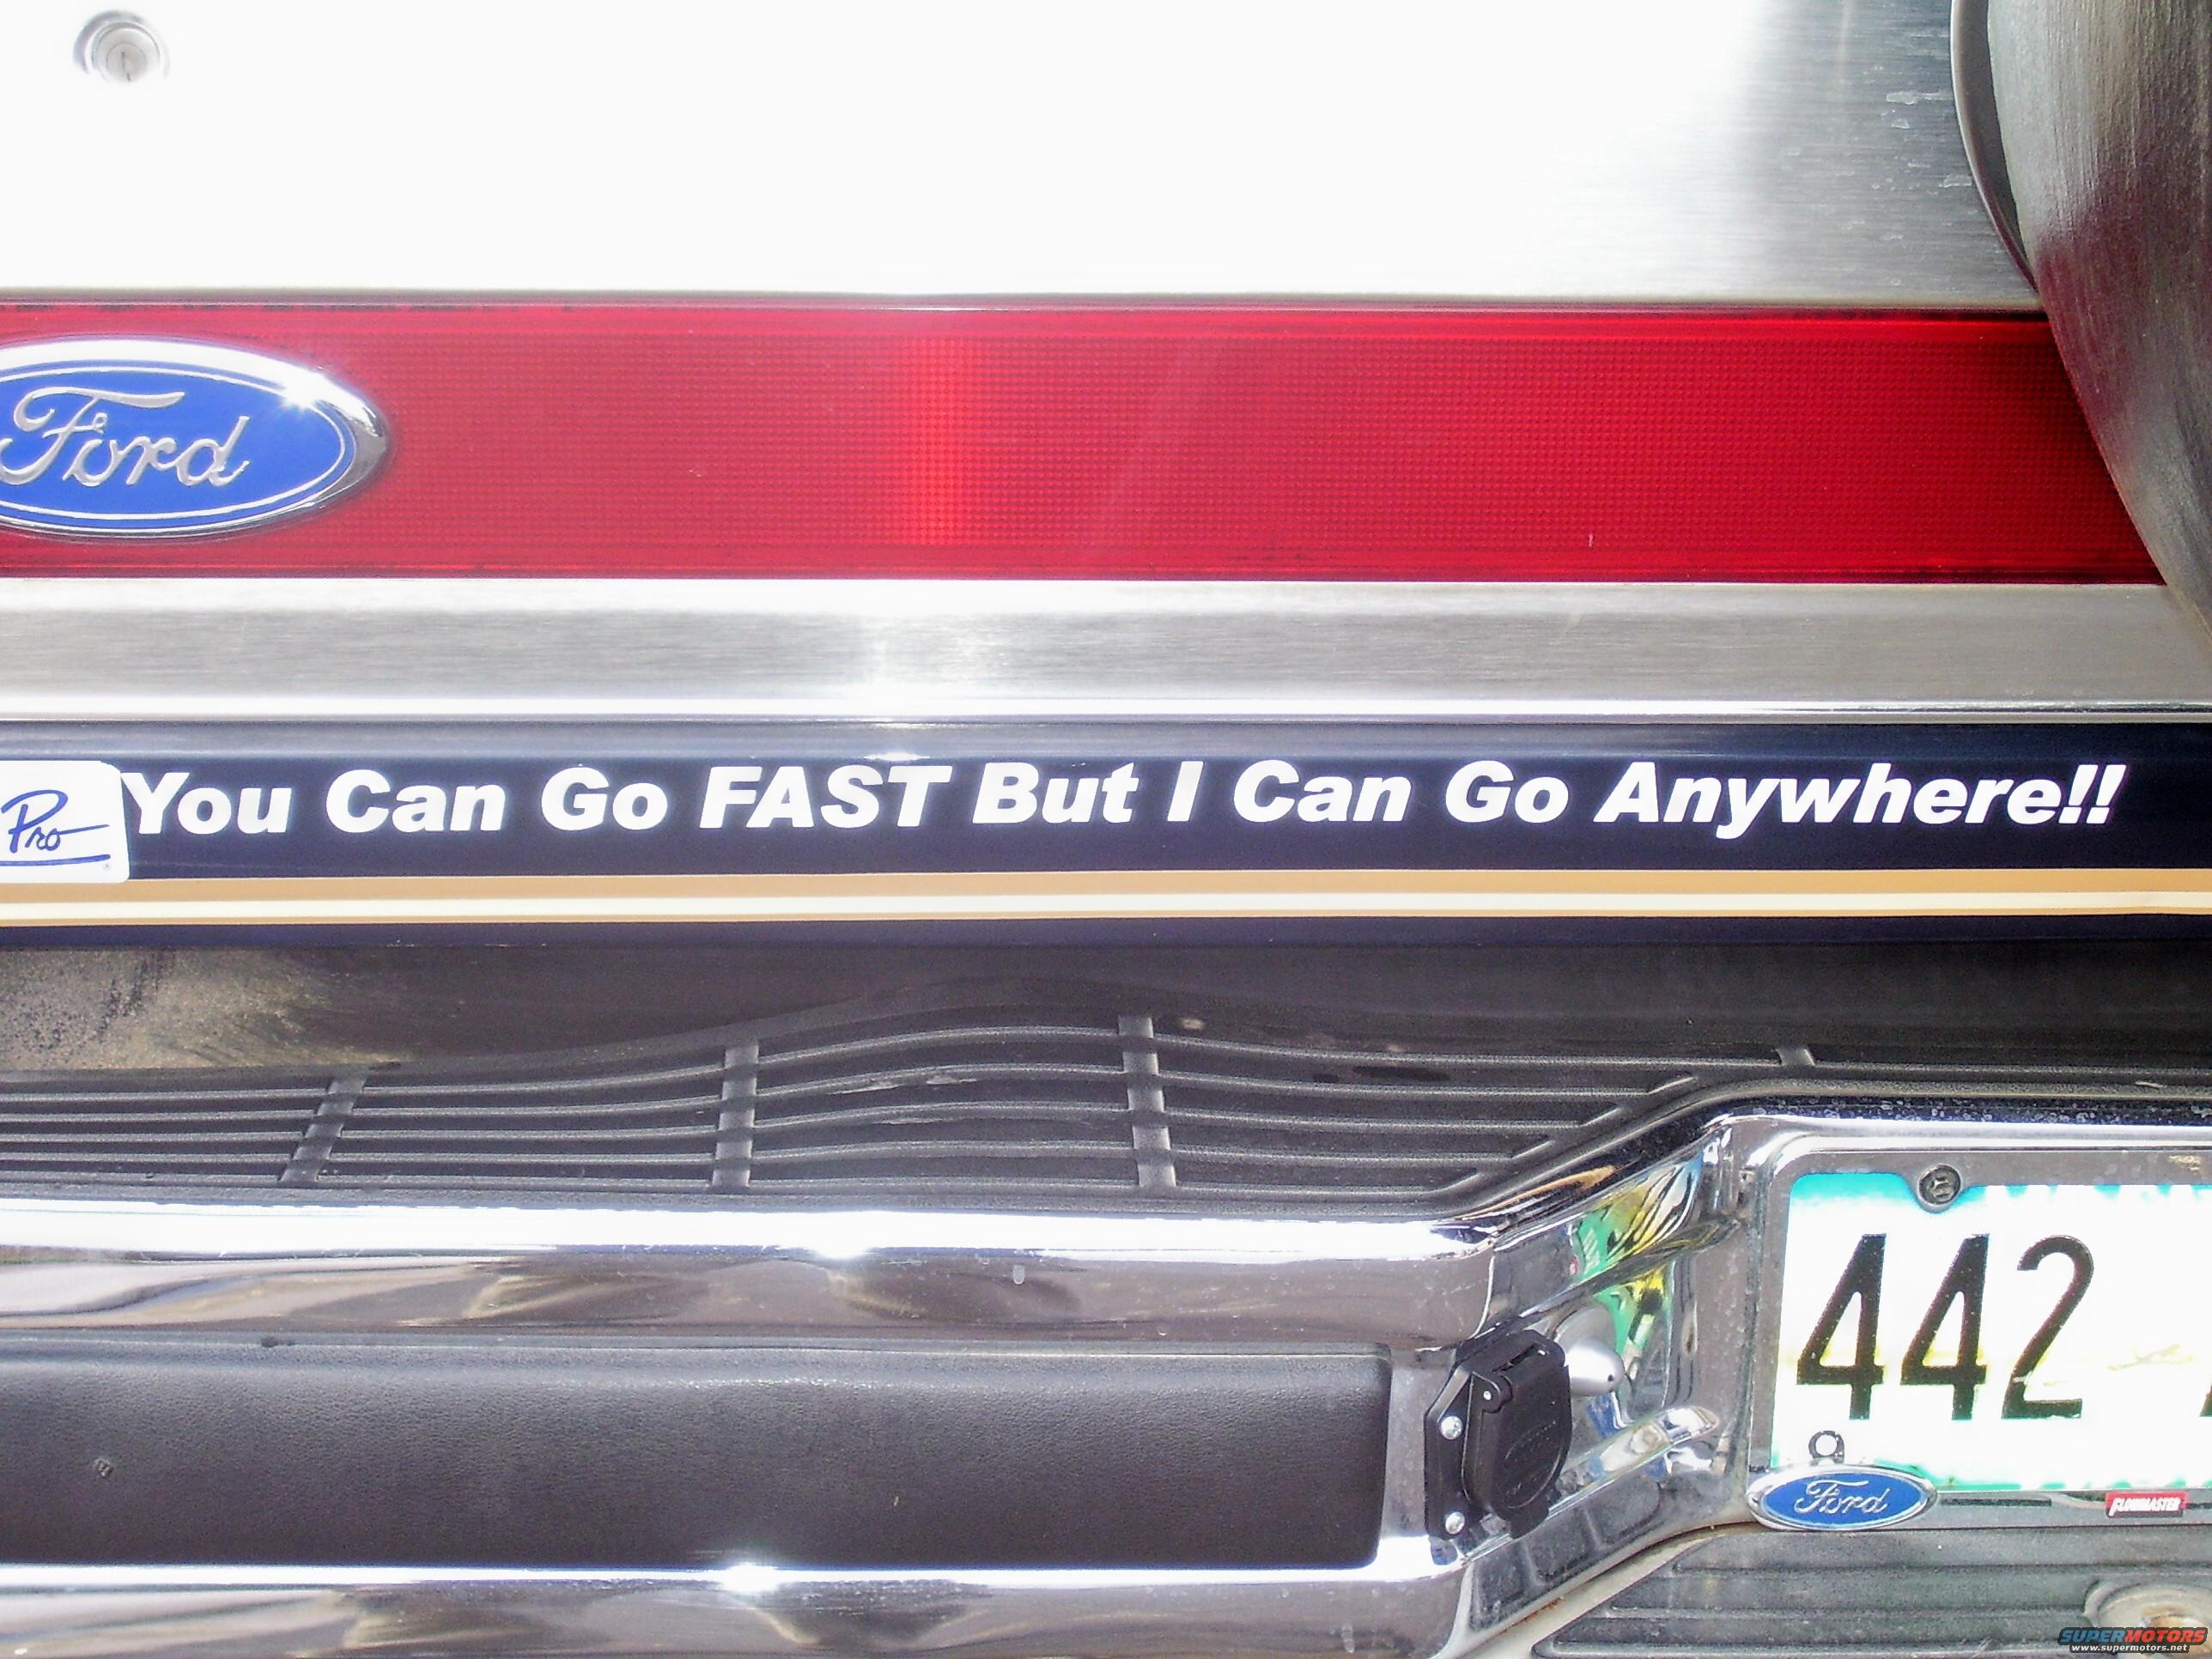 Ford
Pro
You Can Go FAST But I Can Go Anywhere!!
442
Ford
FLOWMASTER
SUPERMOTORS
www.supermotors.net